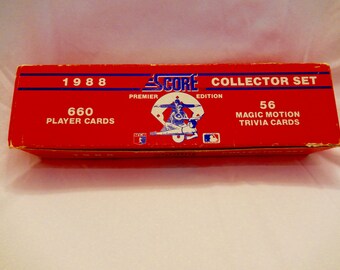 1988 SCORE COLLECTOR SET
PREMIER EDITION
660
PLAYER CARDS
56
MAGIC MOTION
TRIVIA CARDS